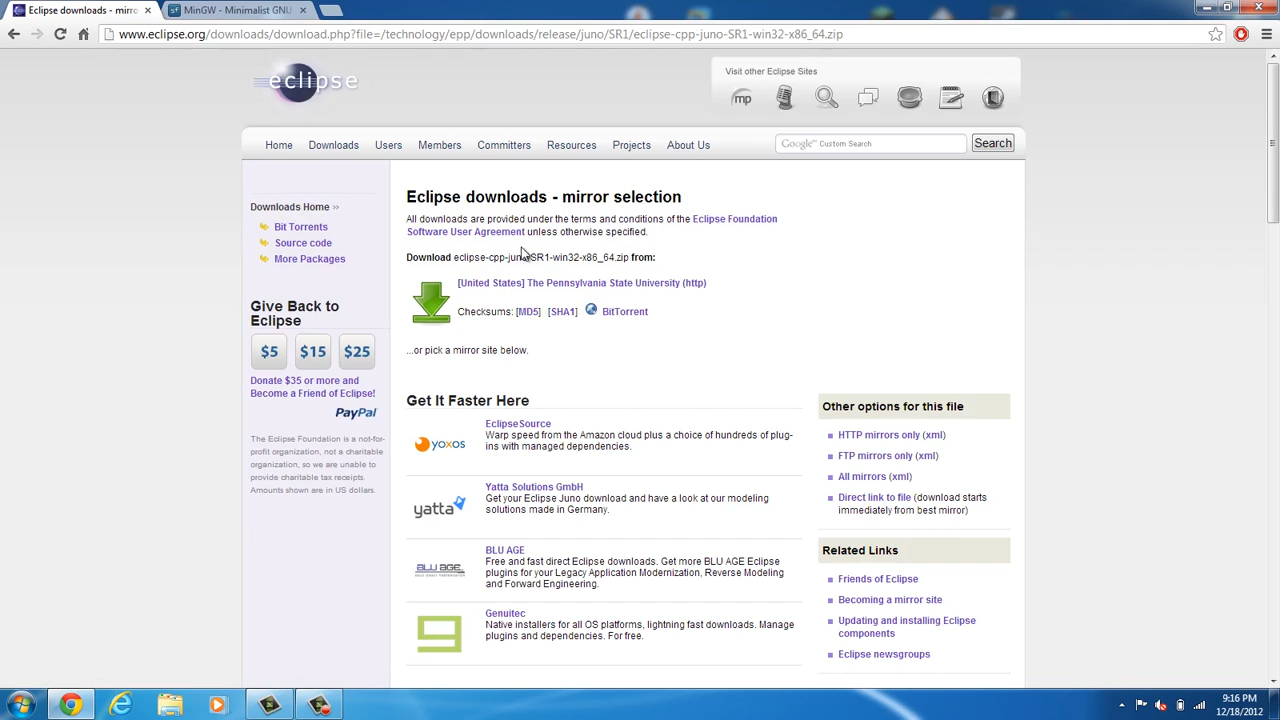 Eclipse downloads - mirro
MinGW - Minimalist GNU
www.eclipse.org/downloads/download.php?file=/technology/epp/downloads/release/juno/SR1/eclipse-cpp-juno-SR1-win32-x86_64.zip
eclipse
Visit other Eclipse Sites
mp
Home Downloads Users Members Committers Resources Projects About Us
Google™ Custom Search
Search
Downloads Home >>
Bit Torrents
Source code
More Packages
Give Back to
Eclipse
$5 $15 $25
Donate $35 or more and
Become a Friend of Eclipse!
PayPal
The Eclipse Foundation is a not-for-
profit organization, not a charitable
organization, so we are unable to
provide charitable tax receipts.
Amounts shown are in US dollars.
Eclipse downloads - mirror selection
All downloads are provided under the terms and conditions of the Eclipse Foundation
Software User Agreement unless otherwise specified.
Download eclipse-cpp-juno-SR1-win32-x86_64.zip from:
[United States] The Pennsylvania State University (http)
Checksums: [MD5] [SHA1] BitTorrent
...or pick a mirror site below.
Get It Faster Here
yoxos
EclipseSource
Warp speed from the Amazon cloud plus a choice of hundreds of plug-
ins with managed dependencies.
yatta
Yatta Solutions GmbH
Get your Eclipse Juno download and have a look at our modeling
solutions made in Germany.
BLU AGE
BLU AGE
Free and fast direct Eclipse downloads. Get more BLU AGE Eclipse
plugins for your Legacy Application Modernization, Reverse Modeling
and Forward Engineering.
Genuitec
Native installers for all OS platforms, lightning fast downloads. Manage
plugins and dependencies. For free.
Other options for this file
HTTP mirrors only (xml)
FTP mirrors only (xml)
All mirrors (xml)
Direct link to file (download starts
immediately from best mirror)
Related Links
Friends of Eclipse
Becoming a mirror site
Updating and installing Eclipse
components
Eclipse newsgroups
9:16 PM
12/18/2012